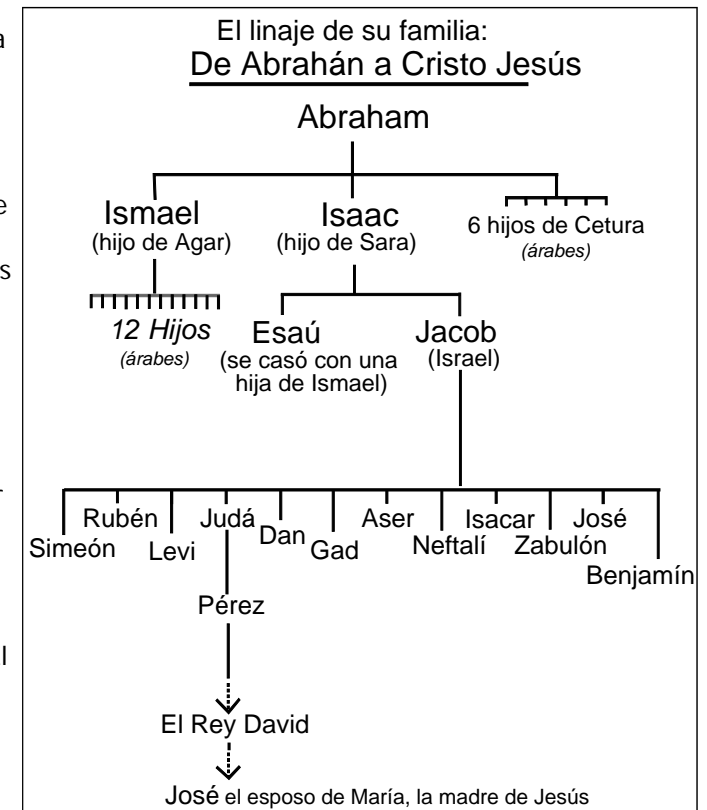 a
e
s
r
l
El linaje de su familia:
De Abrahán a Cristo Jesús
Abraham
Ismael
(hijo de Agar)
Isaac
(hijo de Sara)
6 hijos de Cetura
(árabes)
12 Hijos
(árabes)
Esaú
(se casó con una
hija de Ismael)
Jacob
(Israel)
Simeón
Rubén
Levi
Judá
Dan
Gad
Aser
Neftalí
Isacar
Zabulón
José
Benjamín
Pérez
El Rey David
José el esposo de María, la madre de Jesús